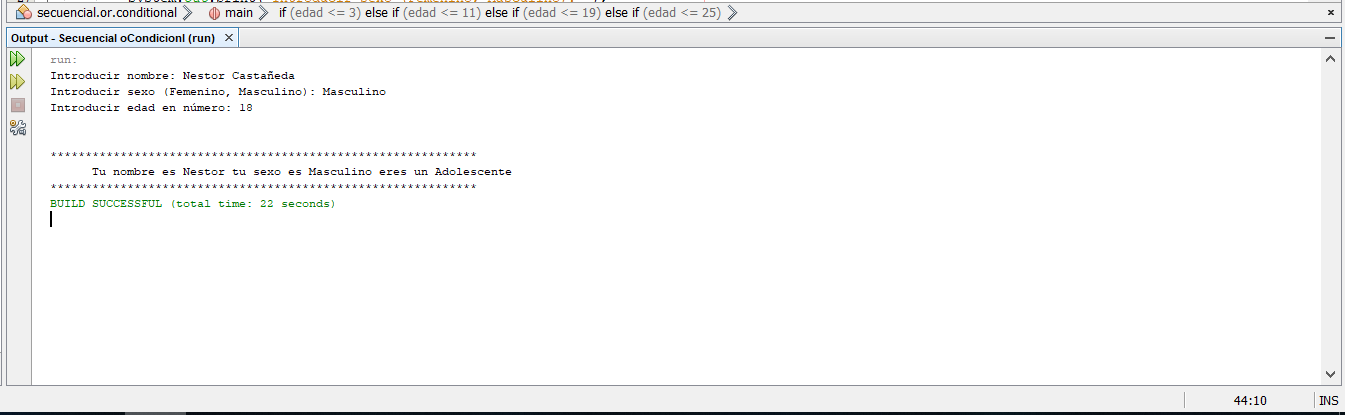 secuencial.or.conditional main if (edad <= 3) else if (edad <= 11) else if (edad <= 19) else if (edad <= 25)
Output - Secuencial oCondicionl (run)
run:
Introducir nombre: Nestor Castañeda
Introducir sexo (Femenino, Masculino): Masculino
Introducir edad en número: 18
*************************************************************
Tu nombre es Nestor tu sexo es Masculino eres un Adolescente
*************************************************************
BUILD SUCCESSFUL (total time: 22 seconds)
44:10 INS